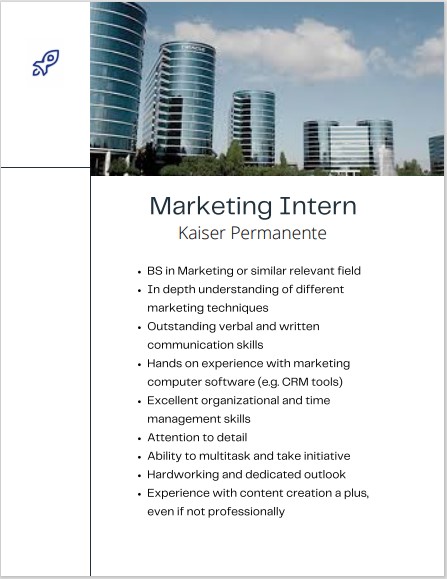 ORACLE
Marketing Intern
Kaiser Permanente
• BS in Marketing or similar relevant field
• In depth understanding of different
marketing techniques
• Outstanding verbal and written
communication skills
• Hands on experience with marketing
computer software (e.g. CRM tools)
• Excellent organizational and time
management skills
• Attention to detail
• Ability to multitask and take initiative
• Hardworking and dedicated outlook
• Experience with content creation a plus,
even if not professionally